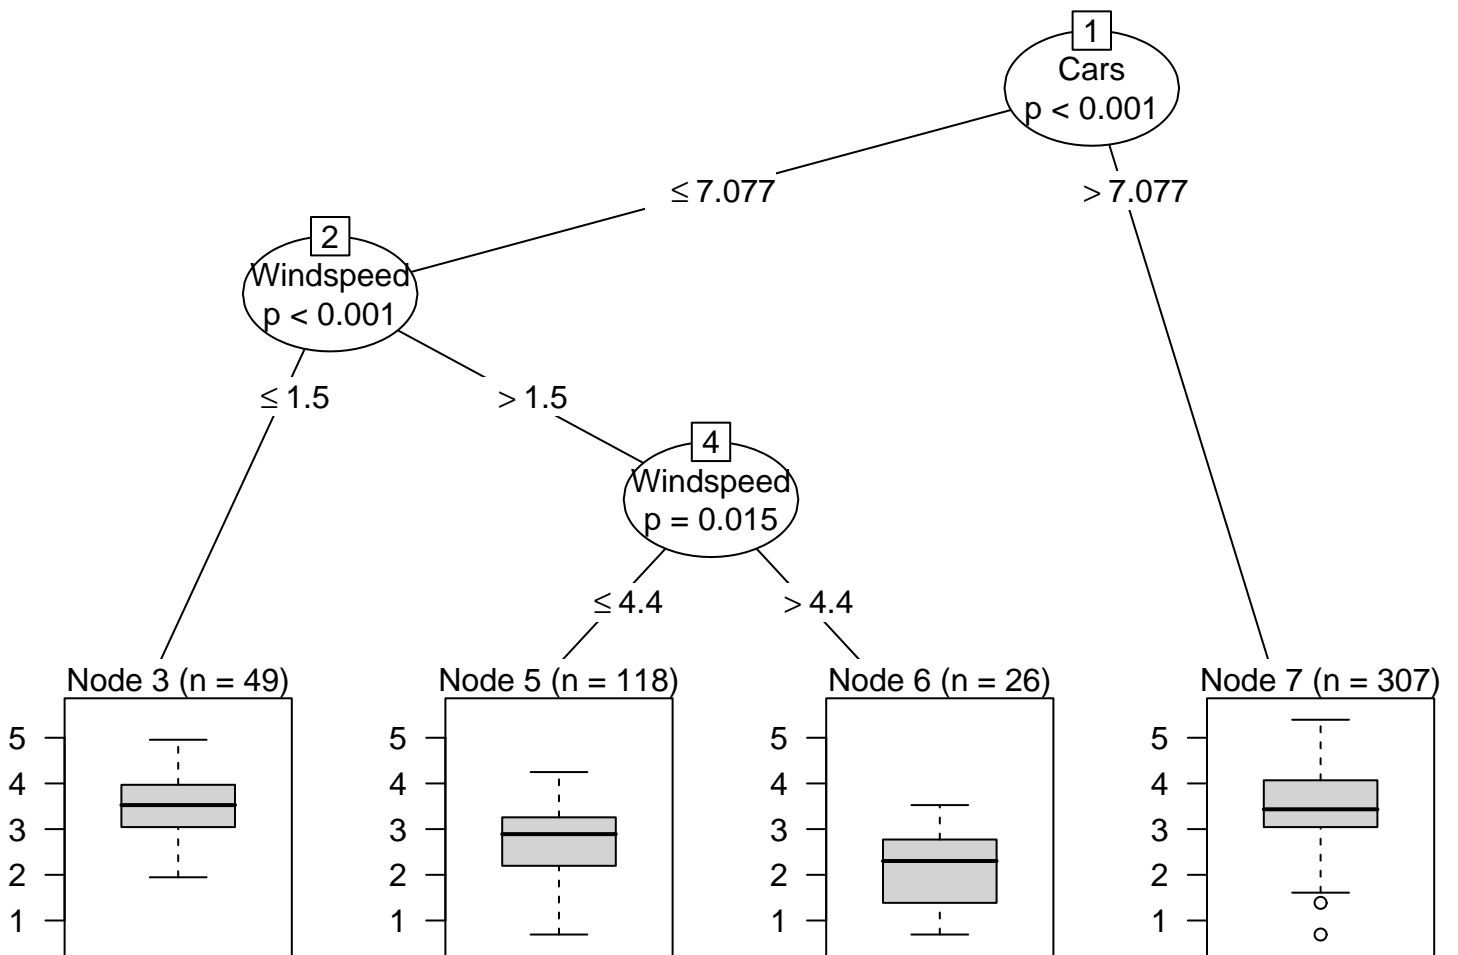 1
Cars
p < 0.001
≤ 7.077
> 7.077
2
Windspeed
p < 0.001
≤ 1.5
> 1.5
4
Windspeed
p = 0.015
≤ 4.4
> 4.4
Node 3 (n = 49)
5
4
3
2
1
Node 5 (n = 118)
5
4
3
2
1
Node 6 (n = 26)
5
4
3
2
1
Node 7 (n = 307)
5
4
3
2
1